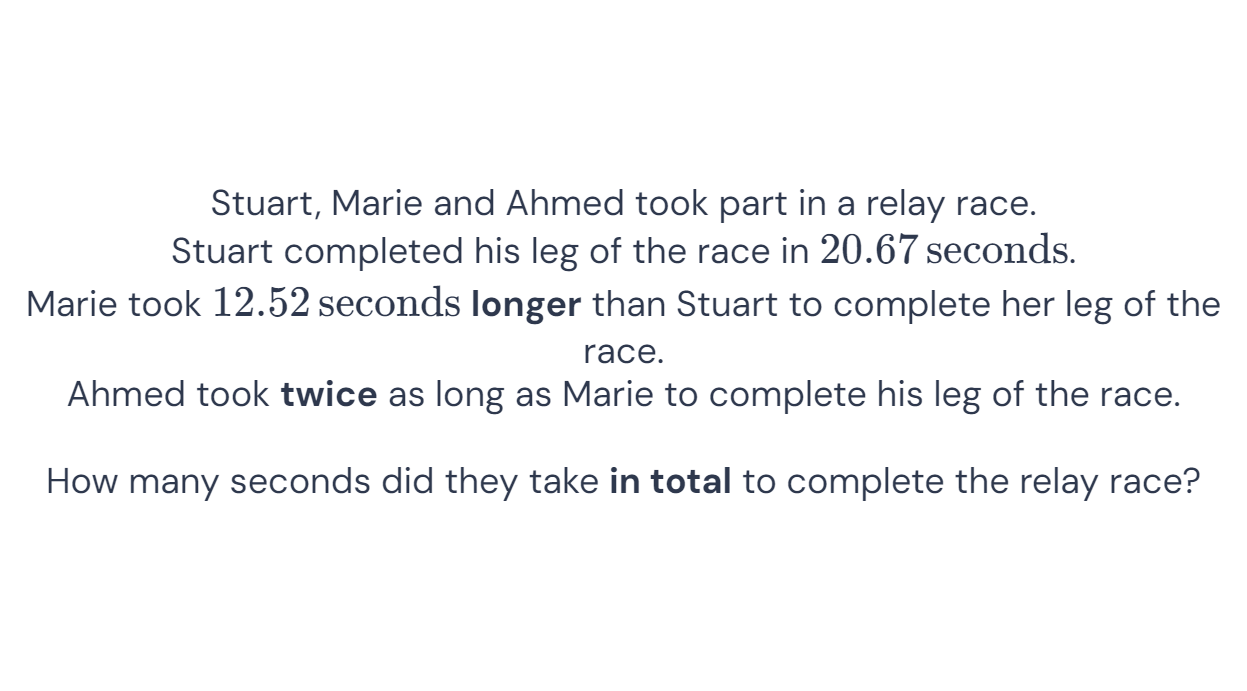 Stuart, Marie and Ahmed took part in a relay race.
Stuart completed his leg of the race in 20.67 seconds.
Marie took 12.52 seconds longer than Stuart to complete her leg of the
race.
Ahmed took twice as long as Marie to complete his leg of the race.
How many seconds did they take in total to complete the relay race?